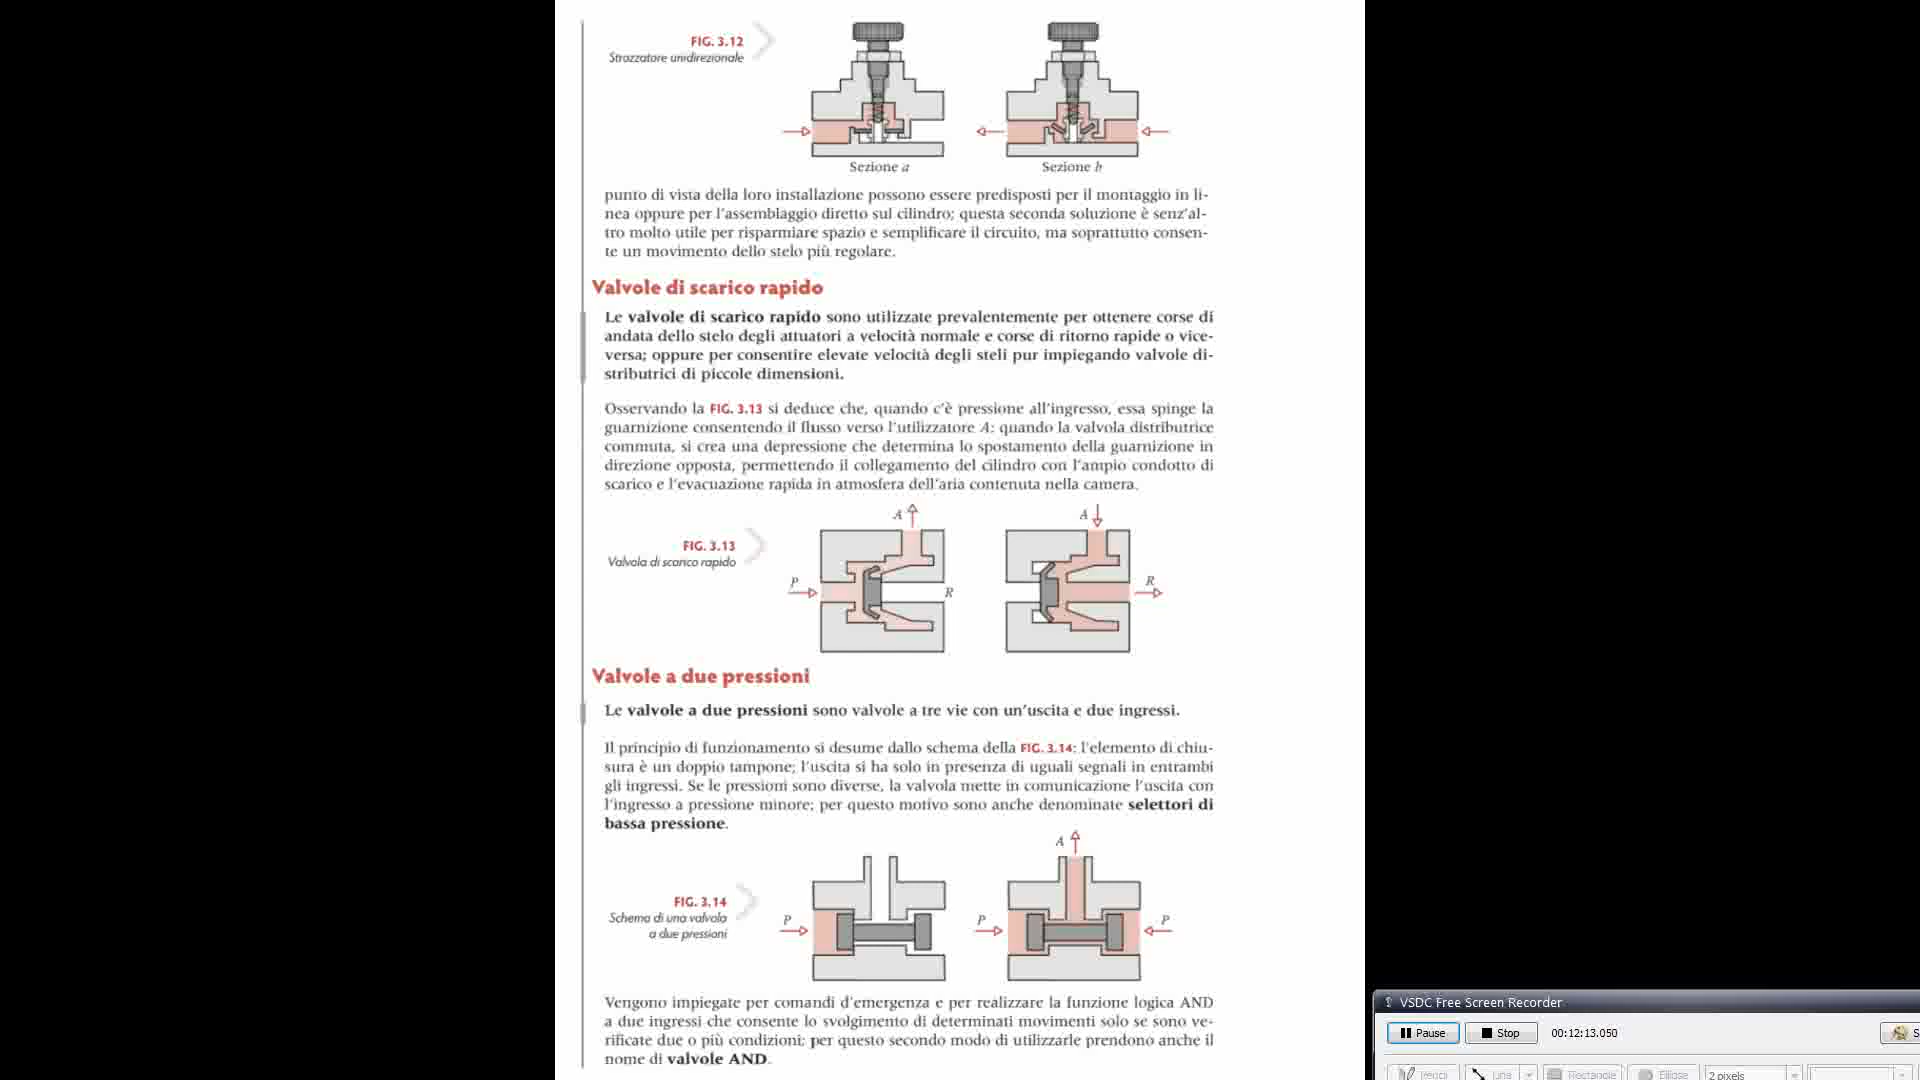 FIG. 3.12
Strozzatore unidirezionale
Sezione a
Sezione b
punto di vista della loro installazione possono essere predisposti per il montaggio in li-
nea oppure per l'assemblaggio diretto sul cilindro; questa seconda soluzione è senz'al-
tro molto utile per risparmiare spazio e semplificare il circuito, ma soprattutto consen-
te un movimento dello stelo più regolare.
Valvole di scarico rapido
Le valvole di scarico rapido sono utilizzate prevalentemente per ottenere corse di
andata dello stelo degli attuatori a velocità normale e corse di ritorno rapide o vice-
versa; oppure per consentire elevate velocità degli steli pur impiegando valvole di-
stributrici di piccole dimensioni.
Osservando la FIG. 3.13 si deduce che, quando c'è pressione all'ingresso, essa spinge la
guarnizione consentendo il flusso verso l'utilizzatore A: quando la valvola distributrice
commuta, si crea una depressione che determina lo spostamento della guarnizione in
direzione opposta, permettendo il collegamento del cilindro con l'ampio condotto di
scarico e l'evacuazione rapida in atmosfera dell'aria contenuta nella camera.
FIG. 3.13
Valvola di scarico rapido
A
P
R
A
R
Valvole a due pressioni
Le valvole a due pressioni sono valvole a tre vie con un'uscita e due ingressi.
Il principio di funzionamento si desume dallo schema della FIG. 3.14: l'elemento di chiu-
sura è un doppio tampone; l'uscita si ha solo in presenza di uguali segnali in entrambi
gli ingressi. Se le pressioni sono diverse, la valvola mette in comunicazione l'uscita con
l'ingresso a pressione minore; per questo motivo sono anche denominate selettori di
bassa pressione.
FIG. 3.14
Schema di una valvola
a due pressioni
P
A
P
P
Vengono impiegate per comandi d'emergenza e per realizzare la funzione logica AND
a due ingressi che consente lo svolgimento di determinati movimenti solo se sono ve-
rificate due o più condizioni; per questo secondo modo di utilizzarle prendono anche il
nome di valvole AND.
VSDC Free Screen Recorder
Pause
Stop
00:12:13.050
S
Rectangle
Ellipse
2 pixels